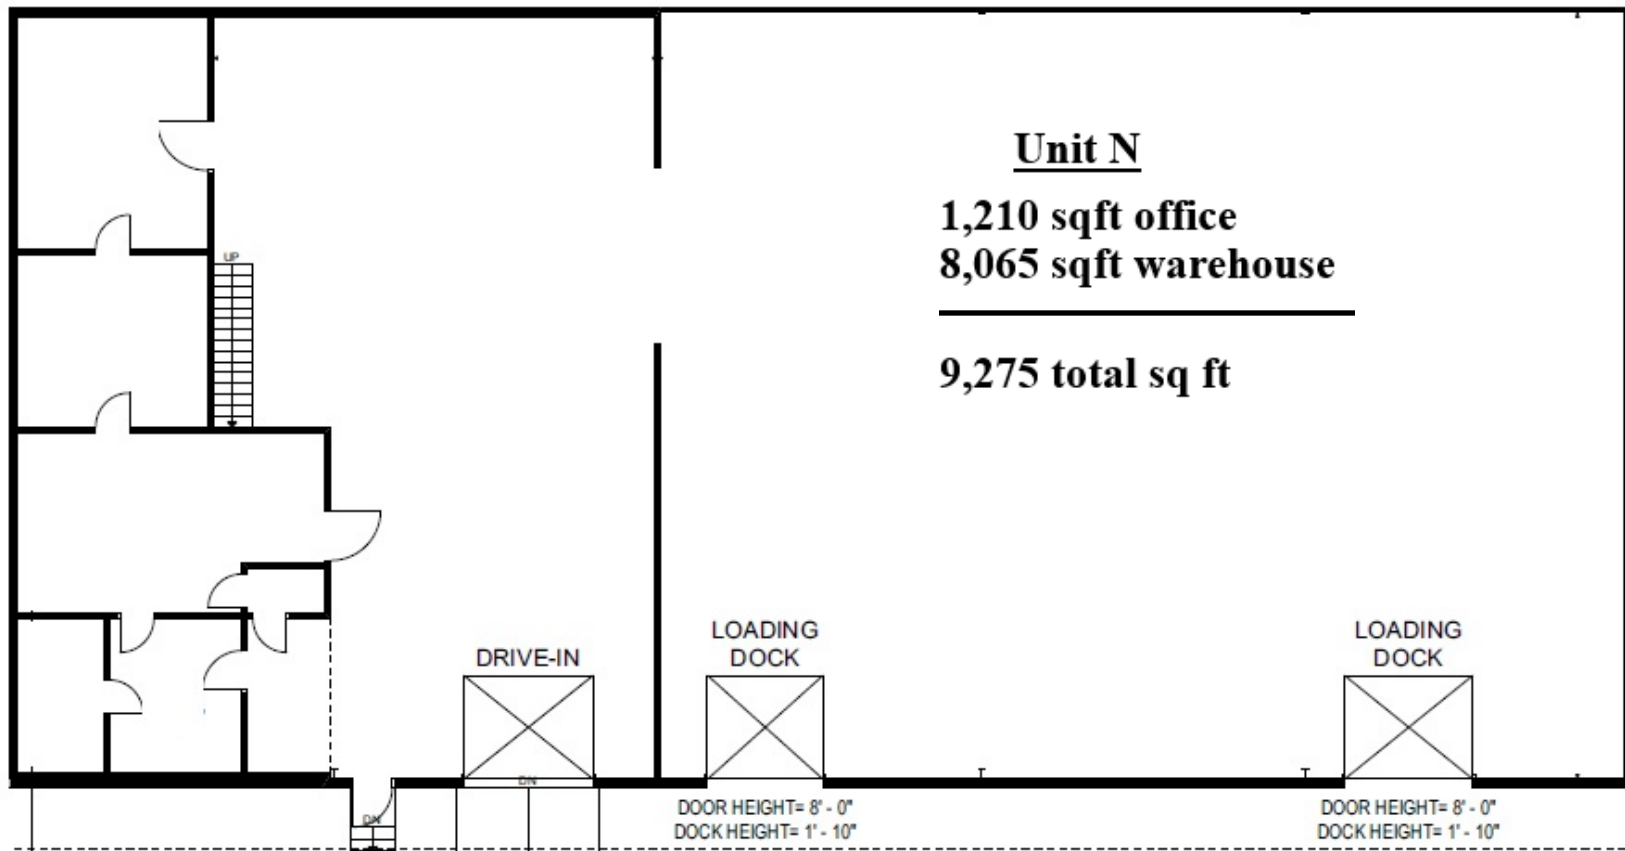 Unit N
1,210 sqft office
8,065 sqft warehouse
9,275 total sq ft
UP
DRIVE-IN
LOADING
DOCK
LOADING
DOCK
DN
DN
DOOR HEIGHT= 8' - 0"
DOCK HEIGHT= 1' - 10"
DOOR HEIGHT= 8' - 0"
DOCK HEIGHT= 1' - 10"